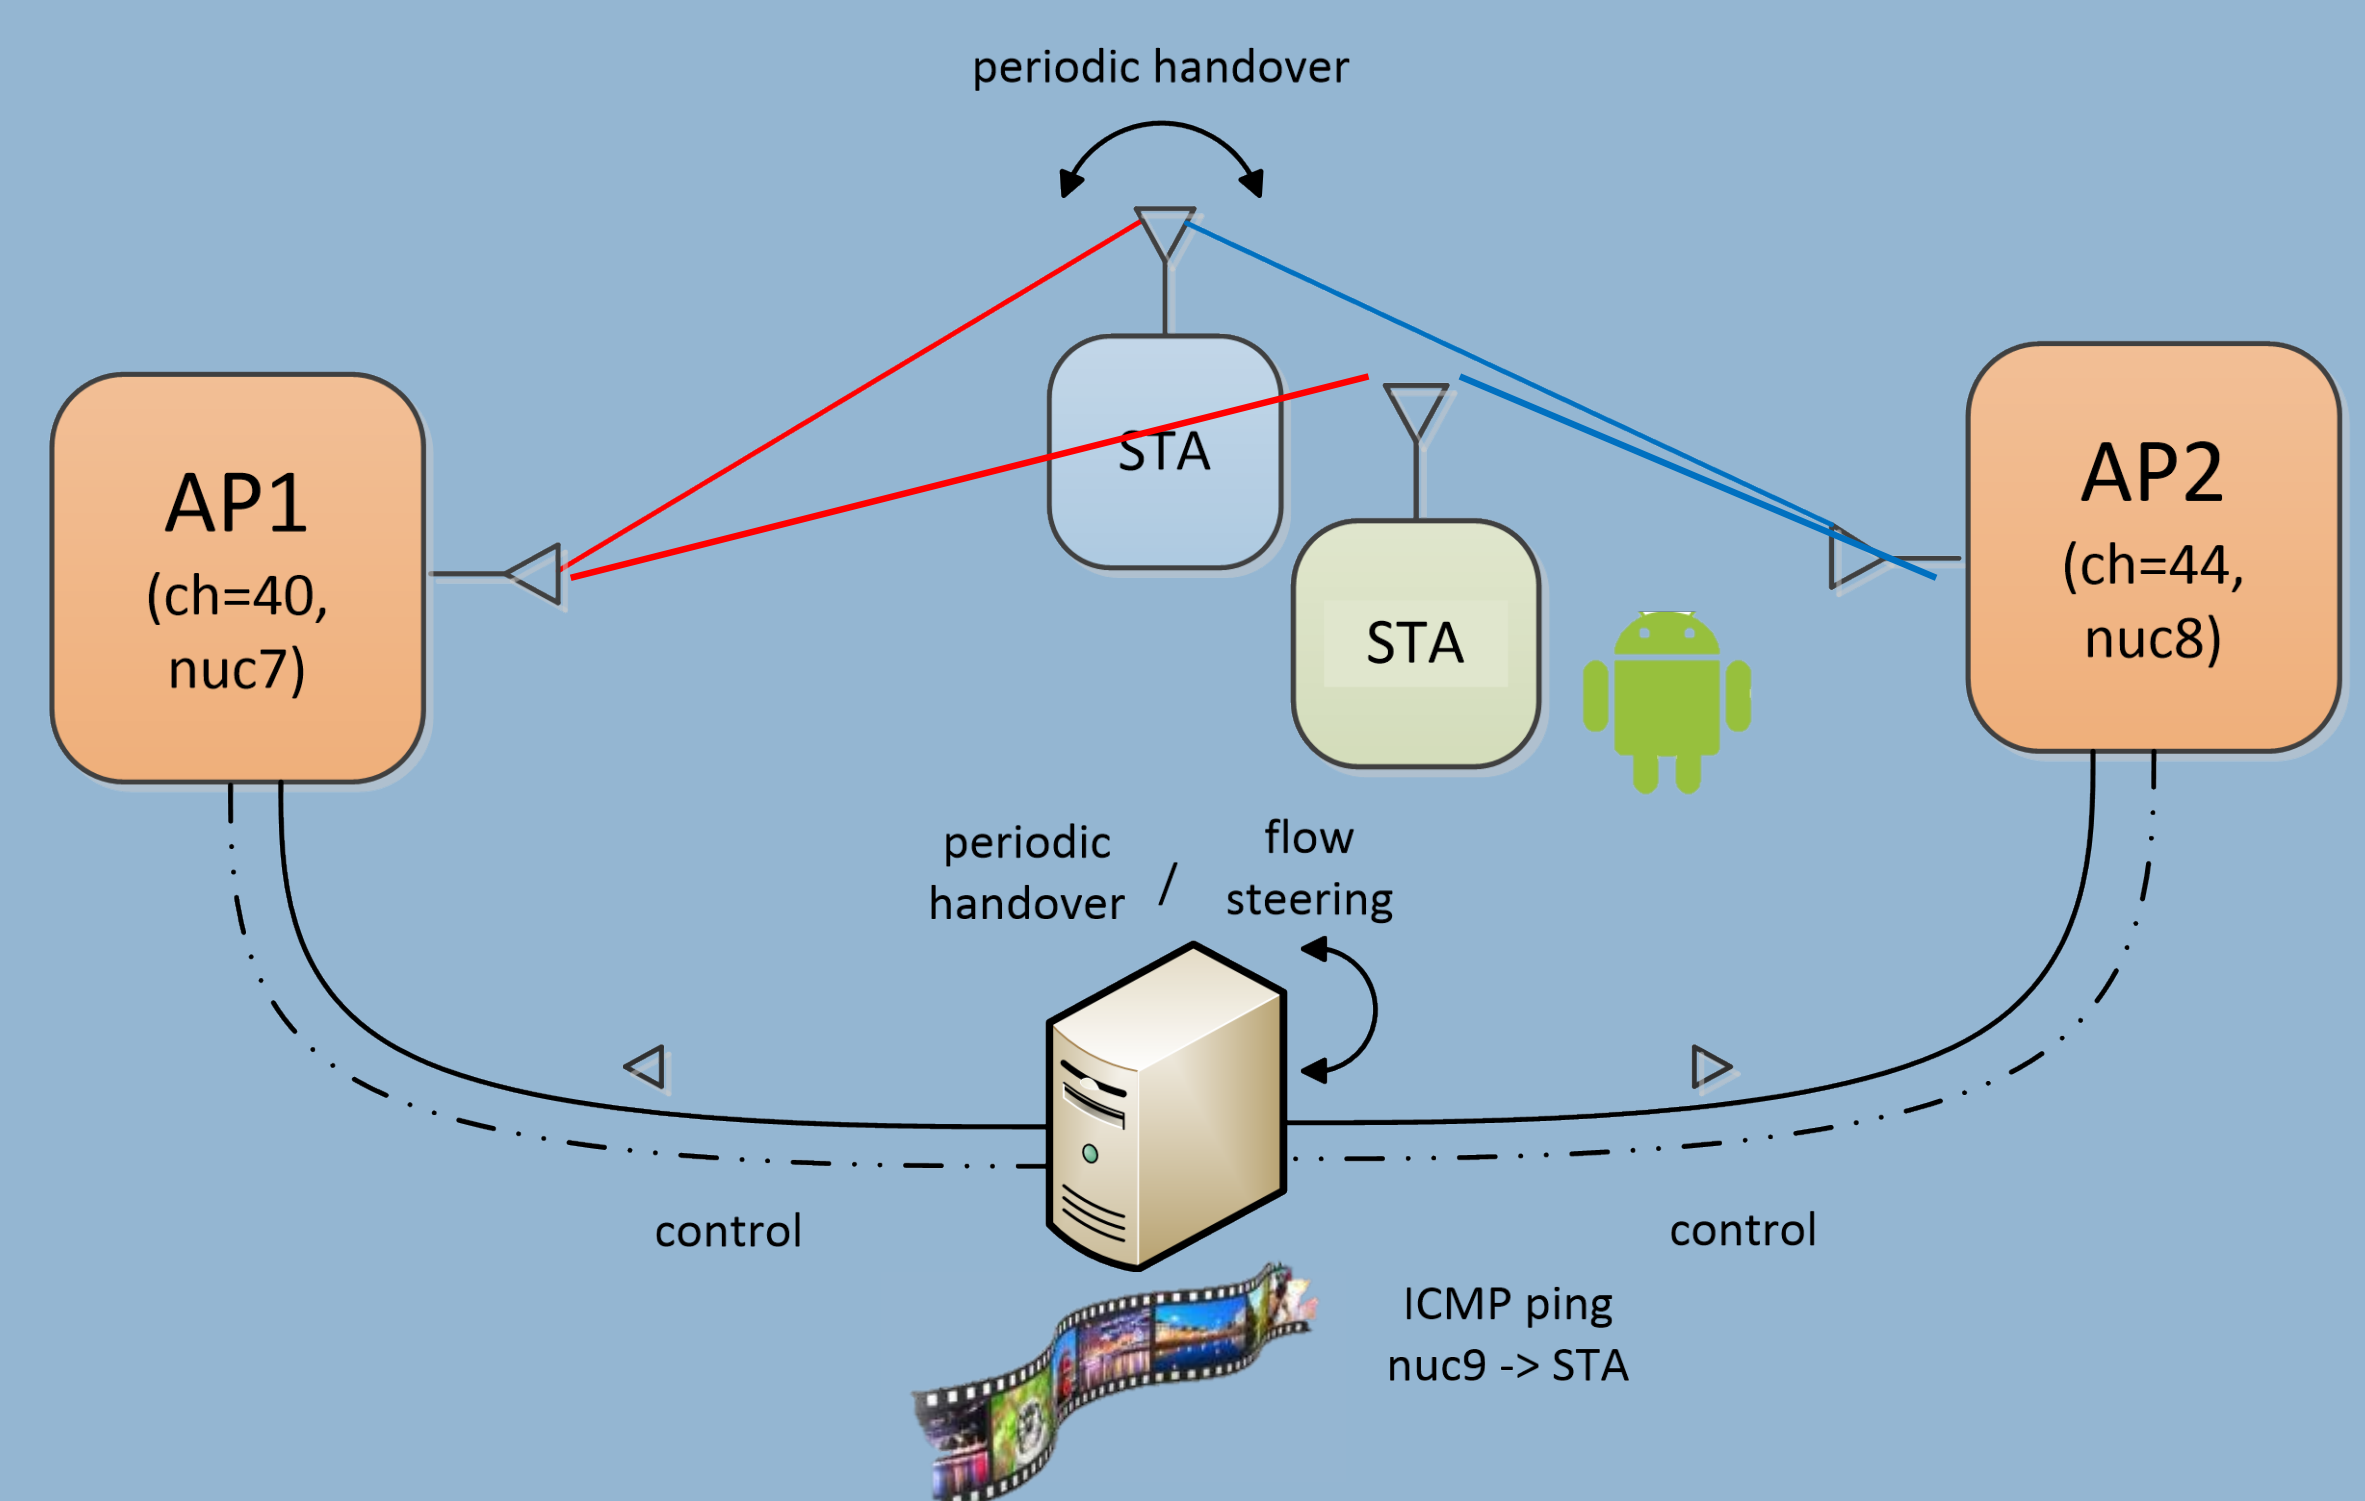 periodic handover
STA
AP1
(ch=40,
nuc7)
AP2
(ch=44,
nuc8)
STA
periodic
handover
/
flow
steering
control
control
ICMP ping
nuc9 -> STA